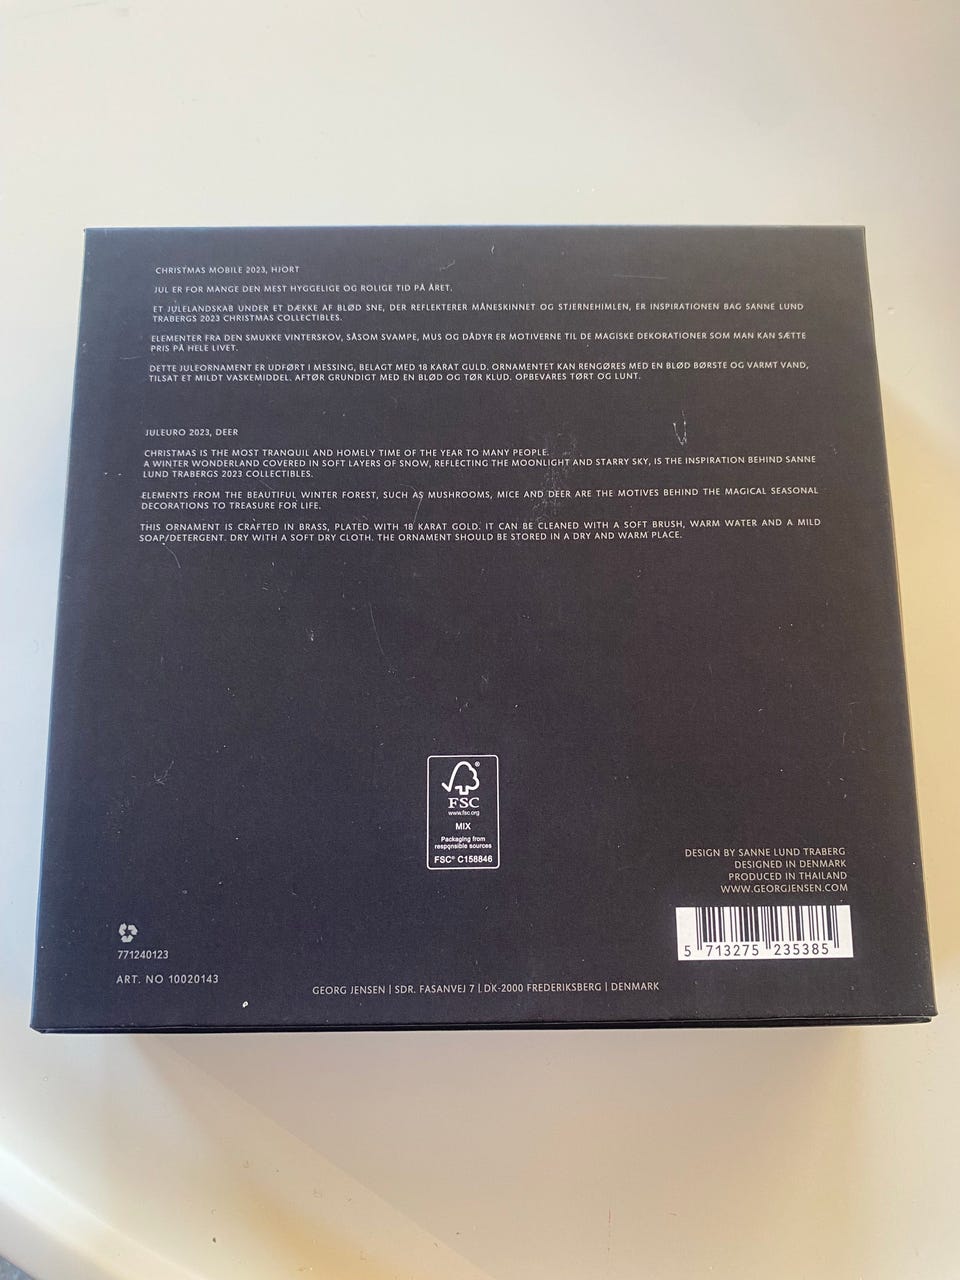 CHRISTMAS MOBILE 2023, HJORT
JUL ER FOR MANGE DEN MEST HYGGELIGE OG ROLIGE TID PÅ ÅRET.
ET JULELANDSKAB UNDER ET DÆKKE AF BLØD SNE, DER REFLEKTERER MÅNESKINNET OG STJERNEHIMLEN, ER INSPIRATIONEN BAG SANNE LUND
TRABERGS 2023 CHRISTMAS COLLECTIBLES.
ELEMENTER FRA DEN SMUKKE VINTERSKOV, SÅSOM SVAMPE, MUS OG DÅDYR ER MOTIVERNE TIL DE MAGISKE DEKORATIONER SOM MAN KAN SÆTTE
PRIS PÅ HELE LIVET.
DETTE JULEORNAMENT ER UDFØRT I MESSING, BELAGT MED 18 KARAT GULD. ORNAMENTET KAN RENGØRES MED EN BLØD BØRSTE OG VARMT VAND,
TILSAT ET MILDT VASKEMIDDEL. AFTØR GRUNDIGT MED EN BLØD OG TØR KLUD. OPBEVARES TØRT OG LUNT.
JULEURO 2023, DEER
CHRISTMAS IS THE MOST TRANQUIL AND HOMELY TIME OF THE YEAR TO MANY PEOPLE.
A WINTER WONDERLAND COVERED IN SOFT LAYERS OF SNOW, REFLECTING THE MOONLIGHT AND STARRY SKY, IS THE INSPIRATION BEHIND SANNE
LUND TRABERGS 2023 COLLECTIBLES.
ELEMENTS FROM THE BEAUTIFUL WINTER FOREST, SUCH AS MUSHROOMS, MICE AND DEER ARE THE MOTIVES BEHIND THE MAGICAL SEASONAL
DECORATIONS TO TREASURE FOR LIFE.
THIS ORNAMENT IS CRAFTED IN BRASS, PLATED WITH 18 KARAT GOLD. IT CAN BE CLEANED WITH A SOFT BRUSH, WARM WATER AND A MILD
SOAP/DETERGENT. DRY WITH A SOFT DRY CLOTH. THE ORNAMENT SHOULD BE STORED IN A DRY AND WARM PLACE.
FSC
www.fsc.org
MIX
Packaging from
responsible sources
FSC® C158846
DESIGN BY SANNE LUND TRABERG
DESIGNED IN DENMARK
PRODUCED IN THAILAND
WWW.GEORGJENSEN.COM
5 713275 235385
771240123
ART. NO 10020143
GEORG JENSEN | SDR. FASANVEJ 7 | DK-2000 FREDERIKSBERG | DENMARK